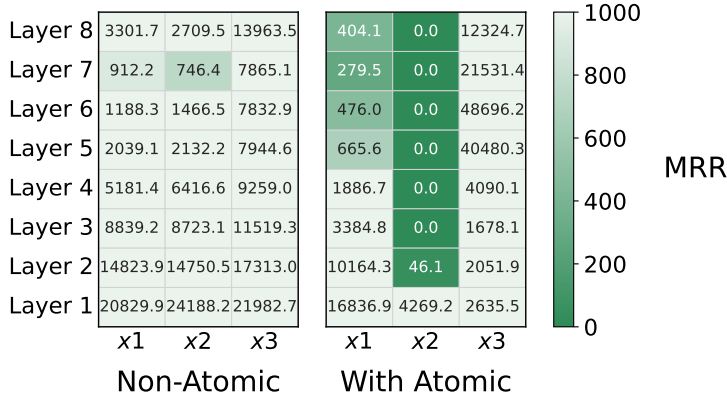 Layer 8 3301.7 2709.5 13963.5 404.1 0.0 12324.7
Layer 7 912.2 746.4 7865.1 279.5 0.0 21531.4
Layer 6 1188.3 1466.5 7832.9 476.0 0.0 48696.2
Layer 5 2039.1 2132.2 7944.6 665.6 0.0 40480.3
Layer 4 5181.4 6416.6 9259.0 1886.7 0.0 4090.1
Layer 3 8839.2 8723.1 11519.3 3384.8 0.0 1678.1
Layer 2 14823.9 14750.5 17313.0 10164.3 46.1 2051.9
Layer 1 20829.9 24188.2 21982.7 16836.9 4269.2 2635.5
x1 x2 x3 x1 x2 x3
Non-Atomic With Atomic
1000
800
600
400
200
0
MRR